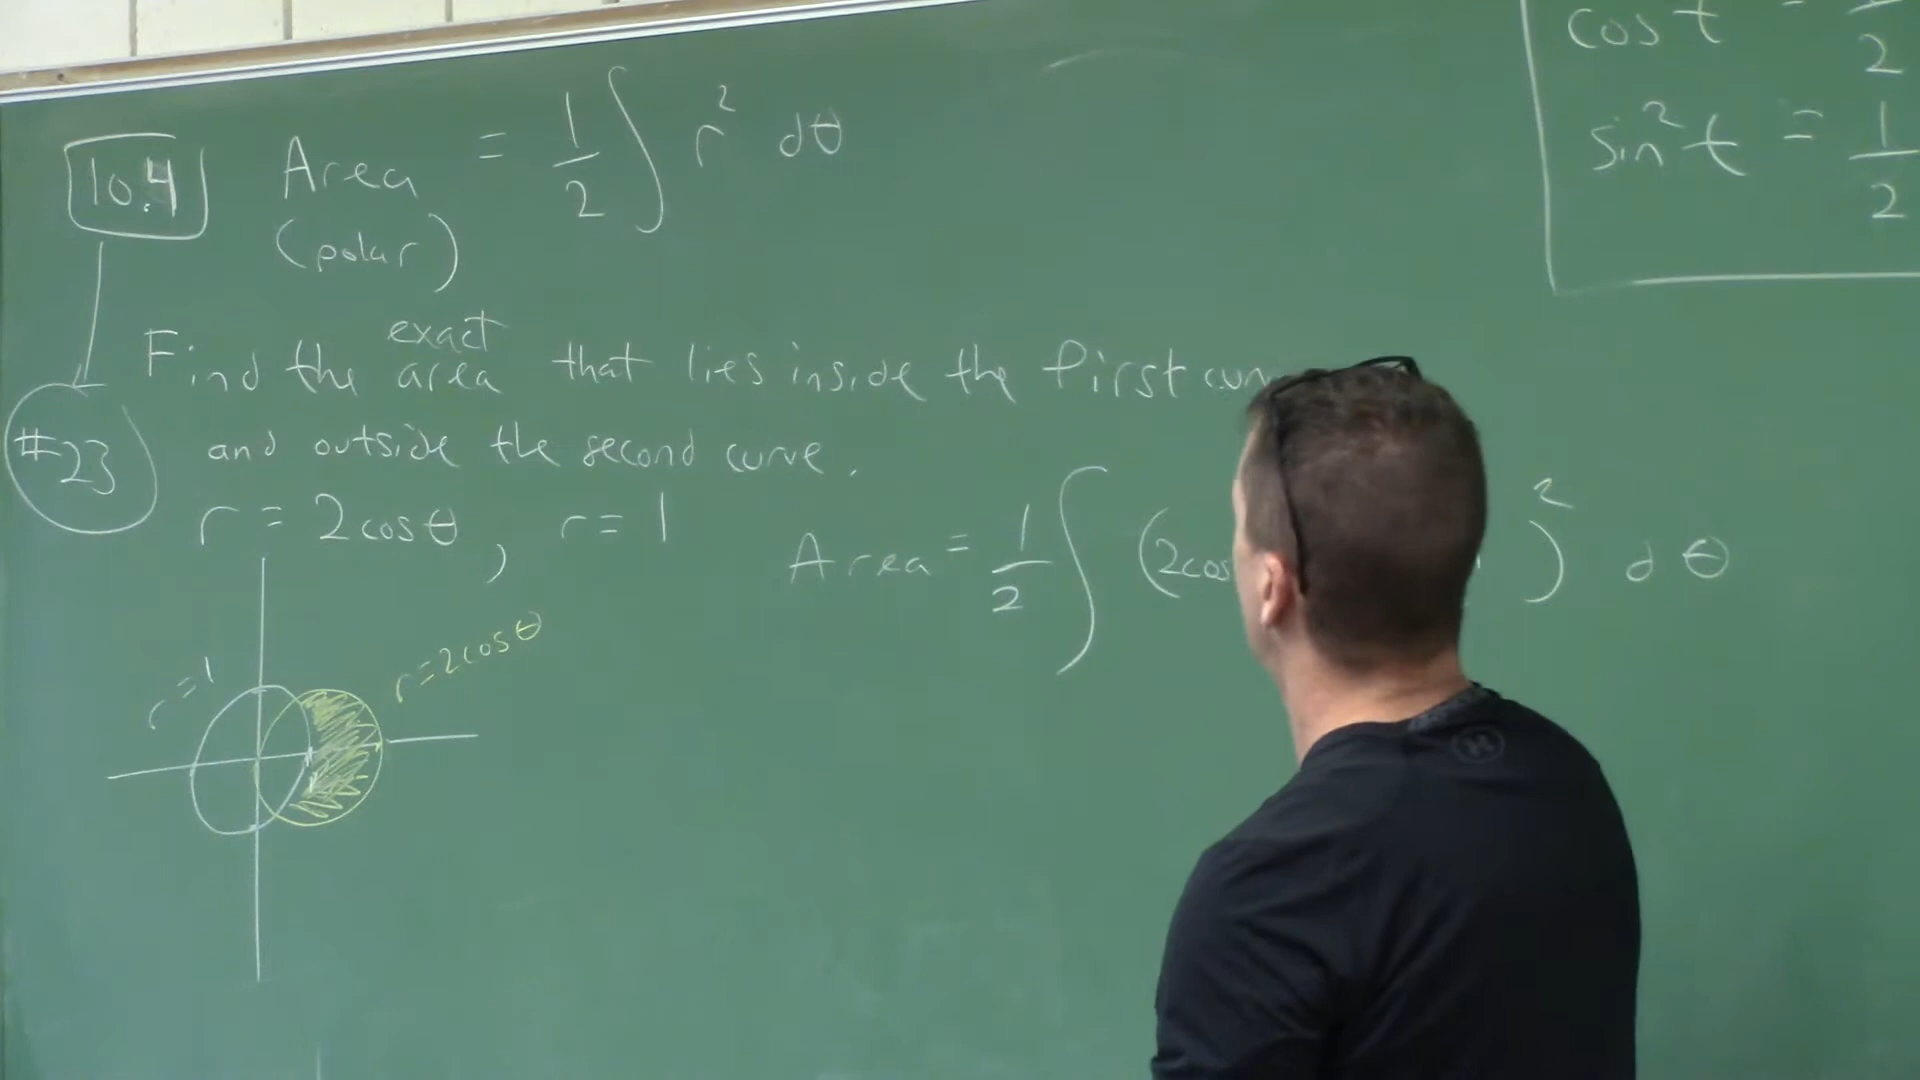 10.4 Area = 1/2 ∫ r² dθ
(polar)
cos t = 1/2
sin²t = 1/2
Find the exact area that lies inside the first
#23 and outside the second curve.
r = 2cosθ, r = 1
Area = 1/2 ∫ (2cos )² dθ
r=1
r=2cosθ